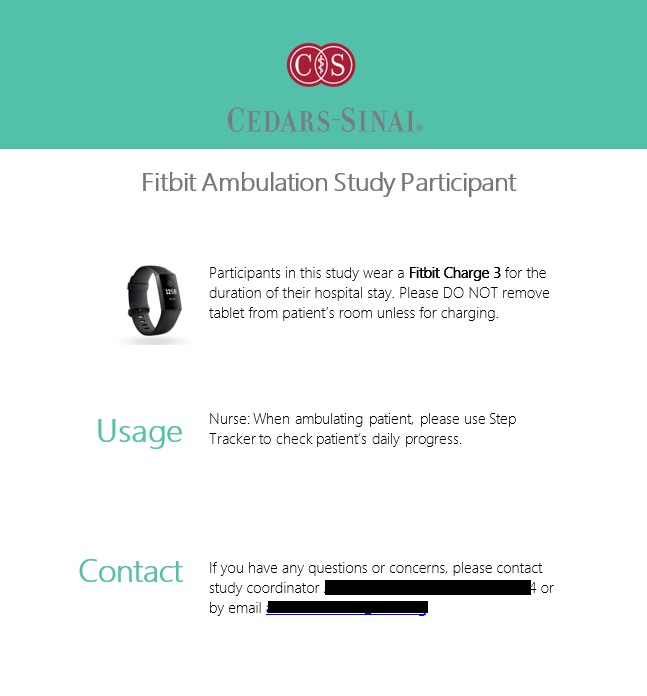 CS
CEDARS-SINAI®
Fitbit Ambulation Study Participant
Participants in this study wear a Fitbit Charge 3 for the
duration of their hospital stay. Please DO NOT remove
tablet from patient's room unless for charging.
Usage
Nurse: When ambulating patient, please use Step
Tracker to check patient's daily progress.
Contact
If you have any questions or concerns, please contact
study coordinator 4 or
by email